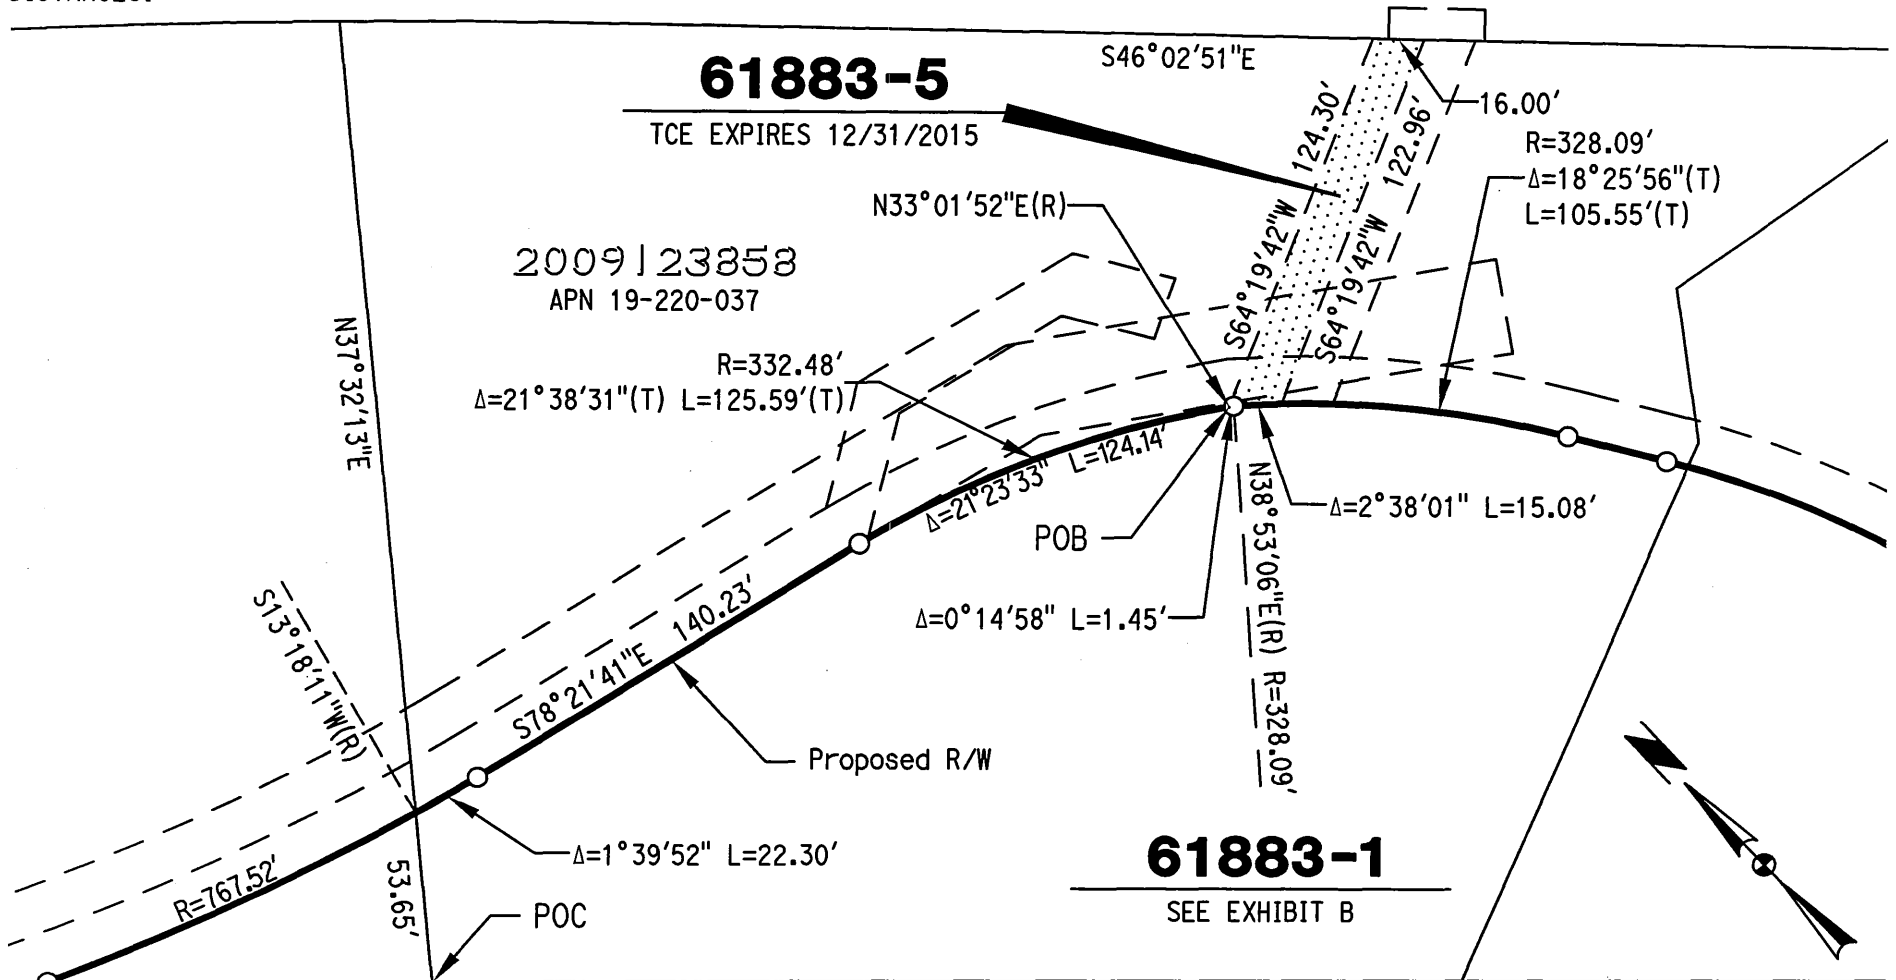 S46°02'51"E
61883-5
TCE EXPIRES 12/31/2015
124.30'
122.96'
16.00'
R=328.09'
Δ=18°25'56"(T)
L=105.55'(T)
N33°01'52"E(R)
S64°19'42"W
S64°19'42"W
2009123858
APN 19-220-037
N37°32'13"E
R=332.48'
Δ=21°38'31"(T) L=125.59'(T)
Δ=21°23'33" L=124.14'
N38°53'06"E(R) R=328.09'
Δ=2°38'01" L=15.08'
POB
Δ=0°14'58" L=1.45'
S13°18'11"W(R)
S78°21'41"E 140.23'
Proposed R/W
Δ=1°39'52" L=22.30'
R=767.52'
53.65'
POC
61883-1
SEE EXHIBIT B